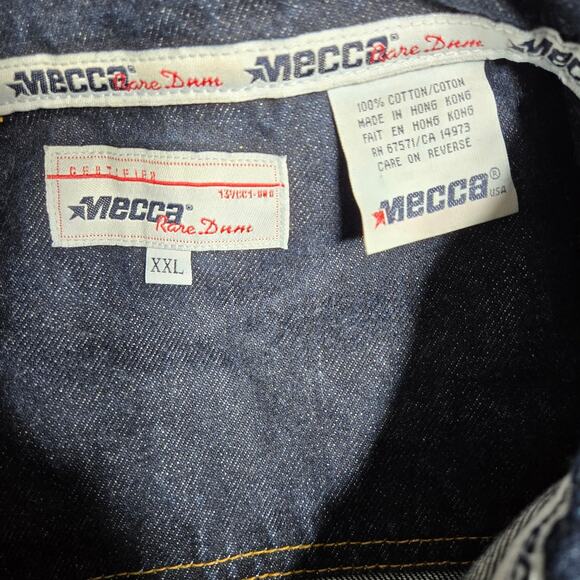 Mecca® Rare Dnm Mecca® Rare Dnm
100% COTTON/COTON
MADE IN HONG KONG
FAIT EN HONG KONG
RN 67571/CA 14973
CARE ON REVERSE
Mecca® USA
CERTIFIED
Mecca® Rare Dnm
XXL